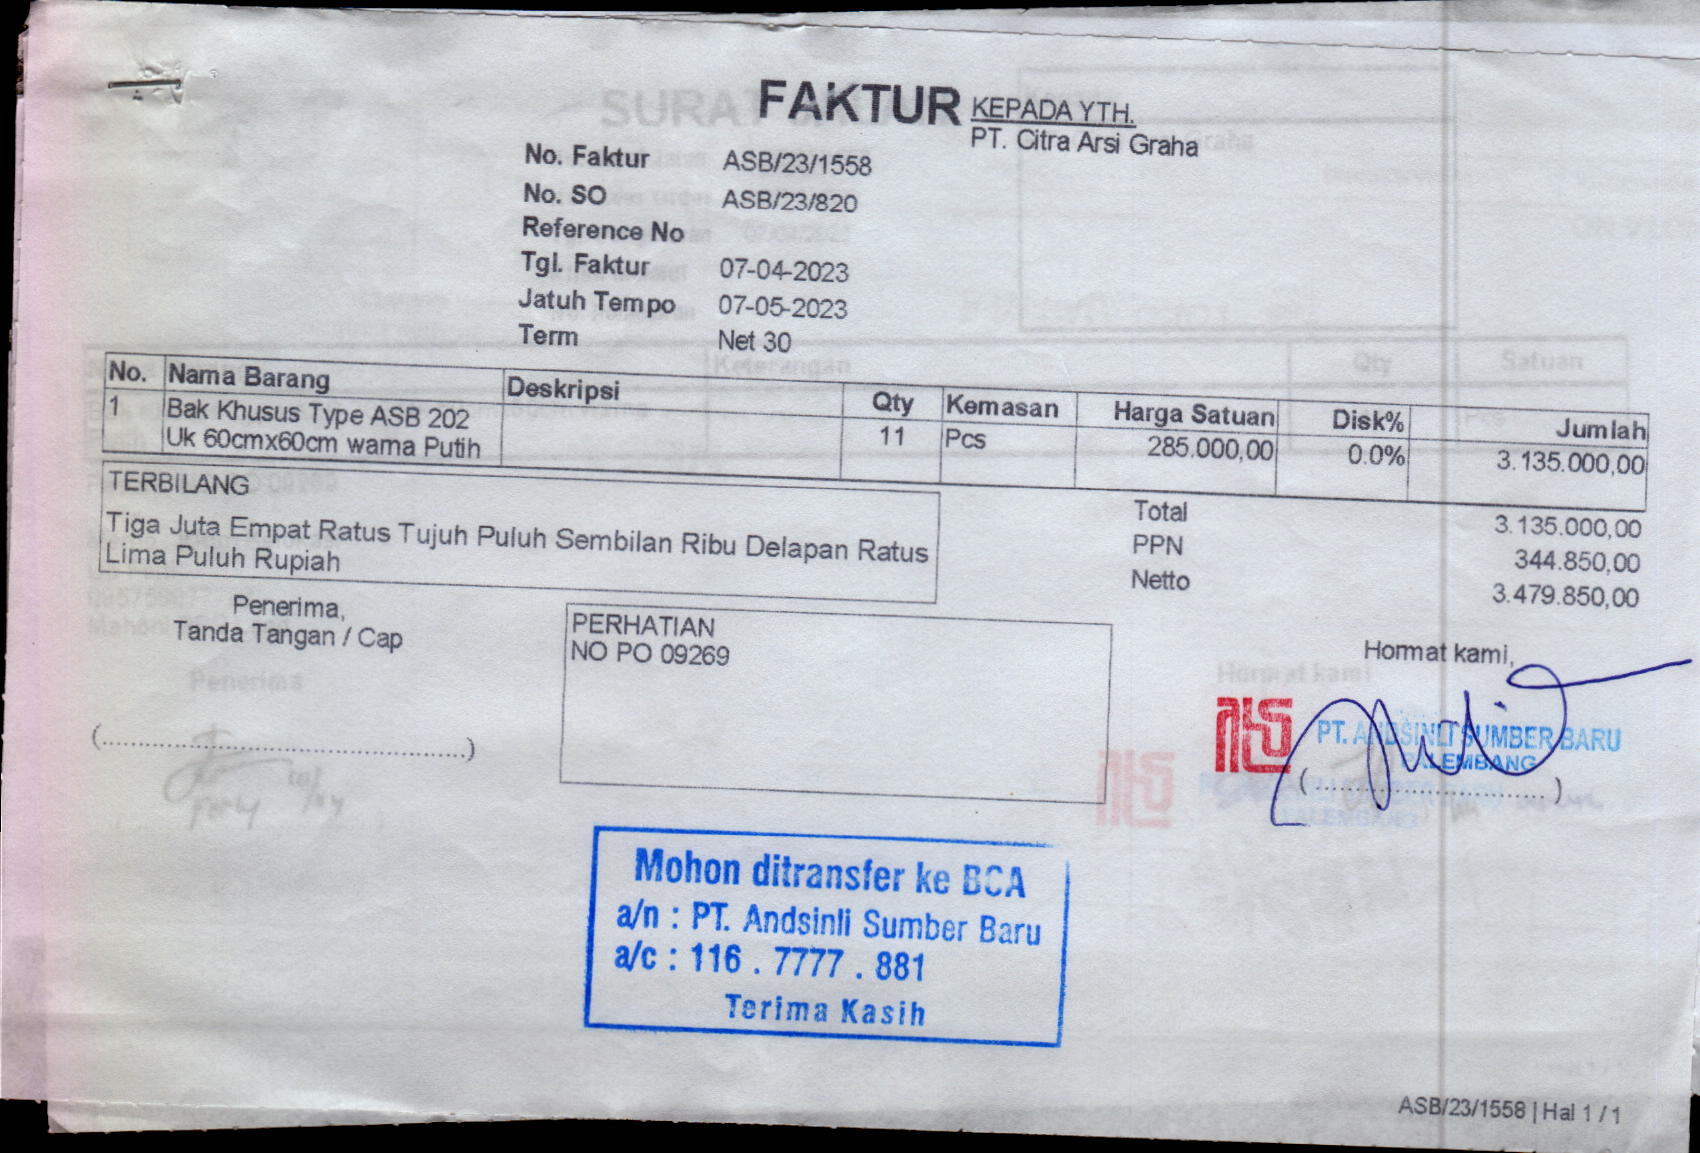 FAKTUR
KEPADA YTH.
PT. Citra Arsi Graha
No. Faktur ASB/23/1558
No. SO ASB/23/820
Reference No
Tgl. Faktur 07-04-2023
Jatuh Tempo 07-05-2023
Term Net 30
No. Nama Barang Deskripsi Qty Kemasan Harga Satuan Disk% Jumlah
1 Bak Khusus Type ASB 202 11 Pcs 285.000,00 0.0% 3.135.000,00
Uk 60cmx60cm warna Putih
TERBILANG
Tiga Juta Empat Ratus Tujuh Puluh Sembilan Ribu Delapan Ratus
Lima Puluh Rupiah
Total 3.135.000,00
PPN 344.850,00
Netto 3.479.850,00
Penerima,
Tanda Tangan / Cap
(................................................)
PERHATIAN
NO PO 09269
Hormat kami,
PT. ANDSINLI SUMBER BARU
PALEMBANG
(................................)
Mohon ditransfer ke BCA
a/n : PT. Andsinli Sumber Baru
a/c : 116 . 7777 . 881
Terima Kasih
ASB/23/1558 | Hal 1 / 1